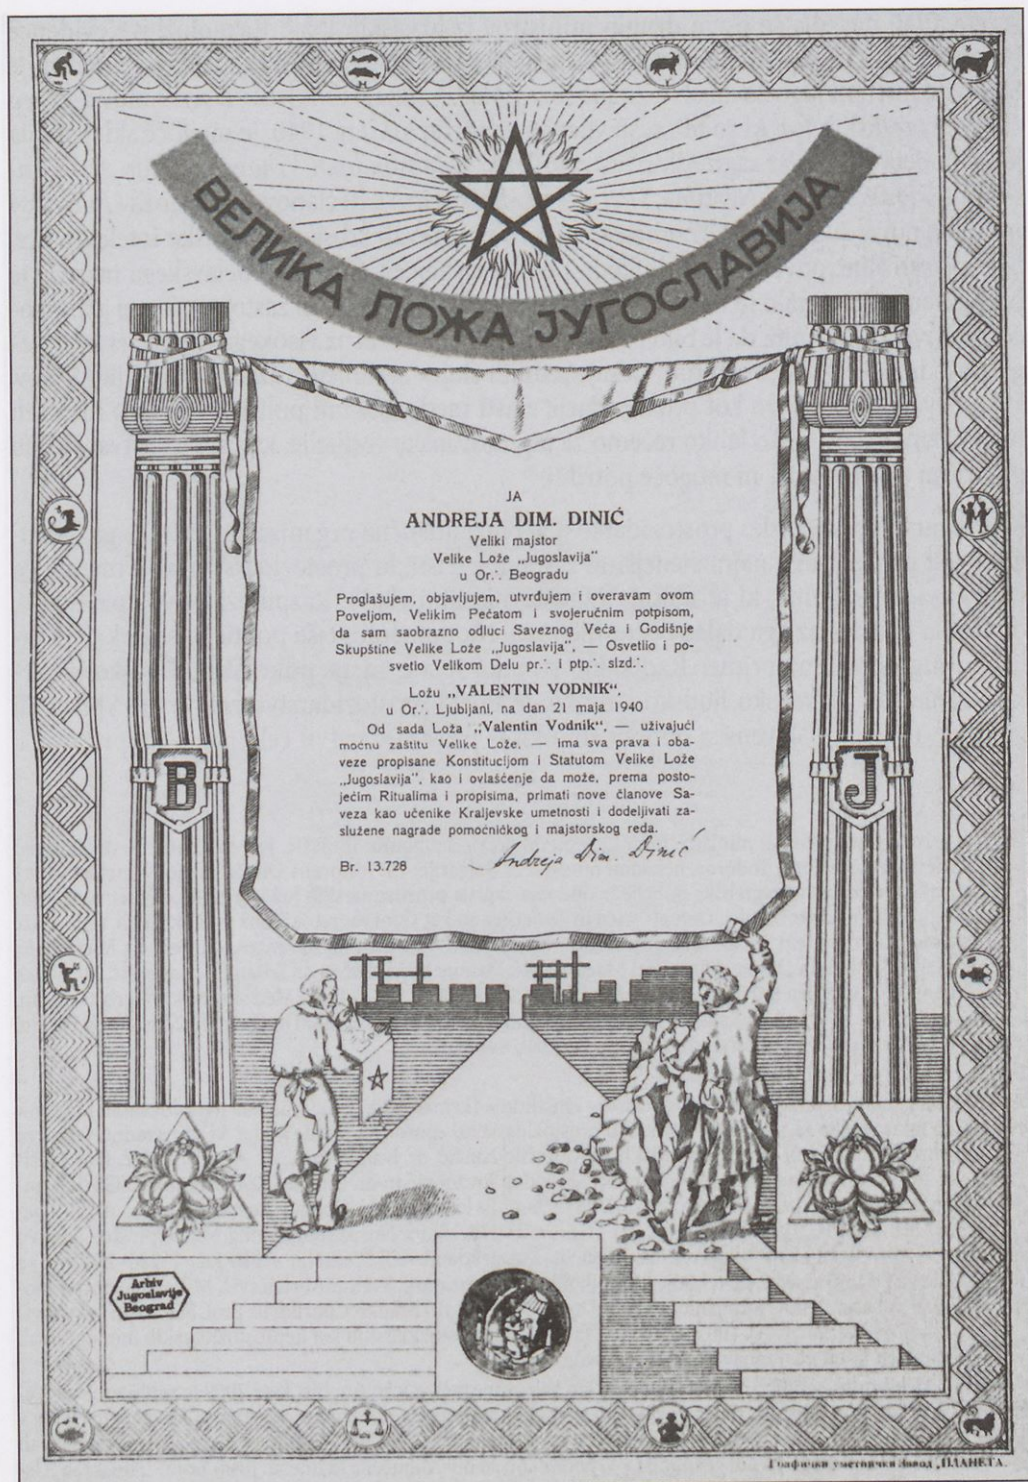 ВЕЛИКА ЛОЖА ЈУГОСЛАВИЈА
JA
ANDREJA DIM. DINIĆ
Veliki majstor
Velike Lože „Jugoslavija"
u Or.˙. Beogradu
Proglašujem, objavljujem, utvrđujem i overavam ovom
Poveljom, Velikim Pečatom i svojeručnim potpisom,
da sam saobrazno odluci Saveznog Veća i Godišnje
Skupštine Velike Lože „Jugoslavija", — Osvetlio i po-
svetio Velikom Delu pr.˙. i ptp.˙. slzd.˙.
Ložu „VALENTIN VODNIK",
u Or.˙. Ljubljani, na dan 21 maja 1940
Od sada Loža „Valentin Vodnik", — uživajući
moćnu zaštitu Velike Lože, — ima sva prava i oba-
veze propisane Konstitucijom i Statutom Velike Lože
„Jugoslavija", kao i ovlašćenje da može, prema posto-
jećim Ritualima i propisima, primati nove članove Sa-
veza kao učenike Kraljevske umetnosti i dodeljivati za-
služene nagrade pomoćničkog i majstorskog reda.
Br. 13.728
Andreja Dim. Dinić
B
J
Arhiv
Jugoslavije
Beograd
Графички уметнички Завод „ПЛАНЕТА.